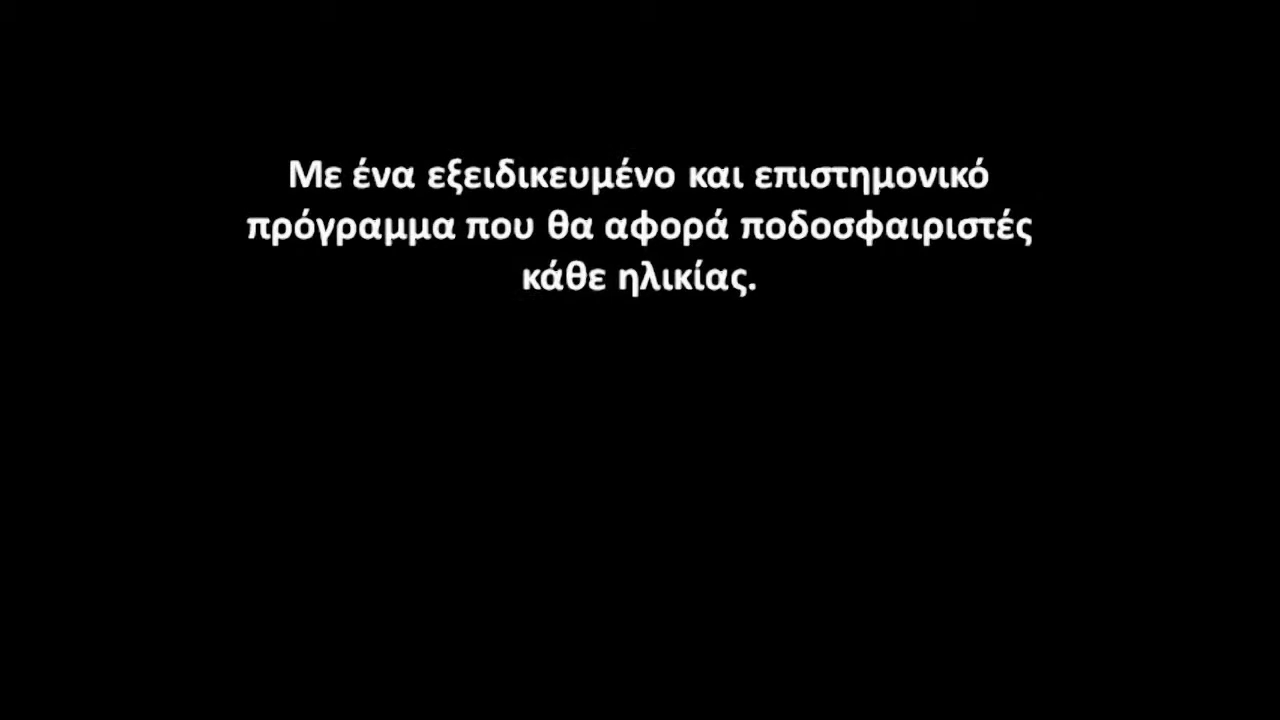 Με ένα εξειδικευμένο και επιστημονικό
πρόγραμμα που θα αφορά ποδοσφαιριστές
κάθε ηλικίας.